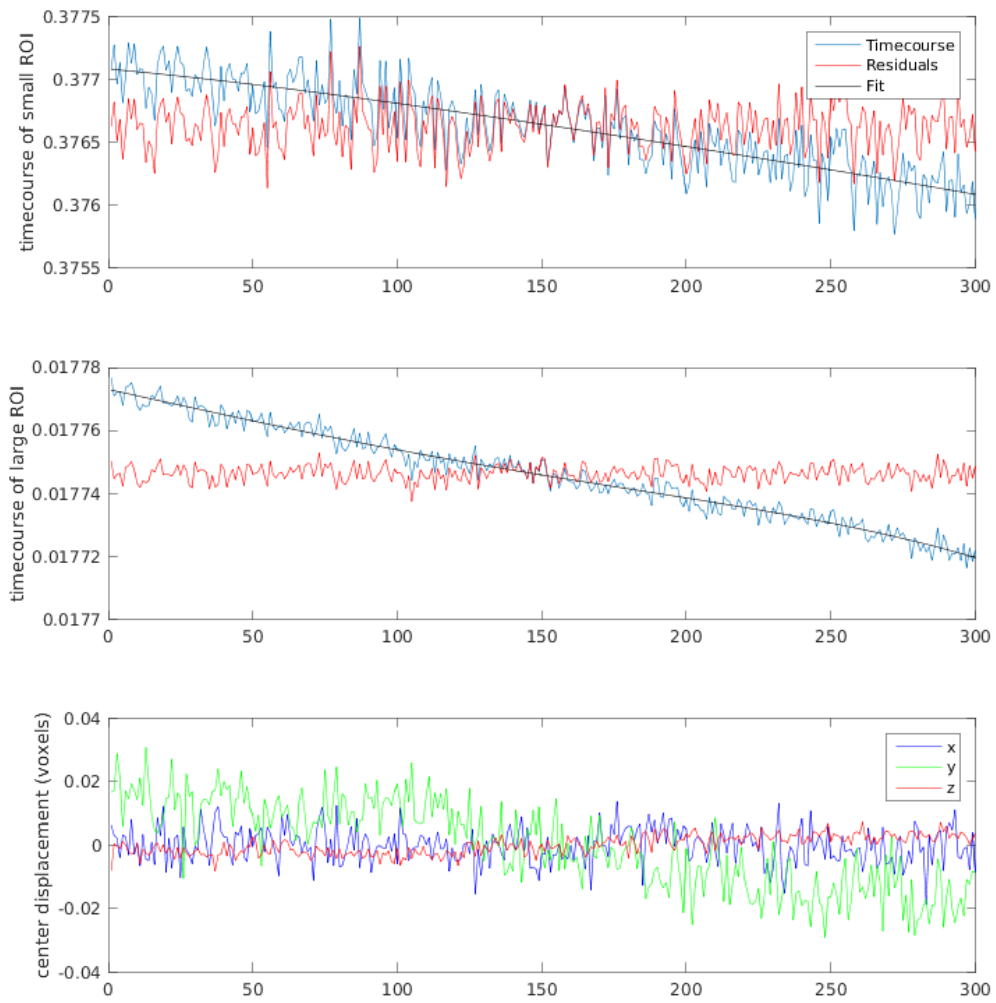 timecourse of small ROI
0.3775
0.377
0.3765
0.376
0.3755
0 50 100 150 200 250 300
Timecourse
Residuals
Fit
timecourse of large ROI
0.01778
0.01776
0.01774
0.01772
0.0177
0 50 100 150 200 250 300
center displacement (voxels)
0.04
0.02
0
-0.02
-0.04
0 50 100 150 200 250 300
x
y
z